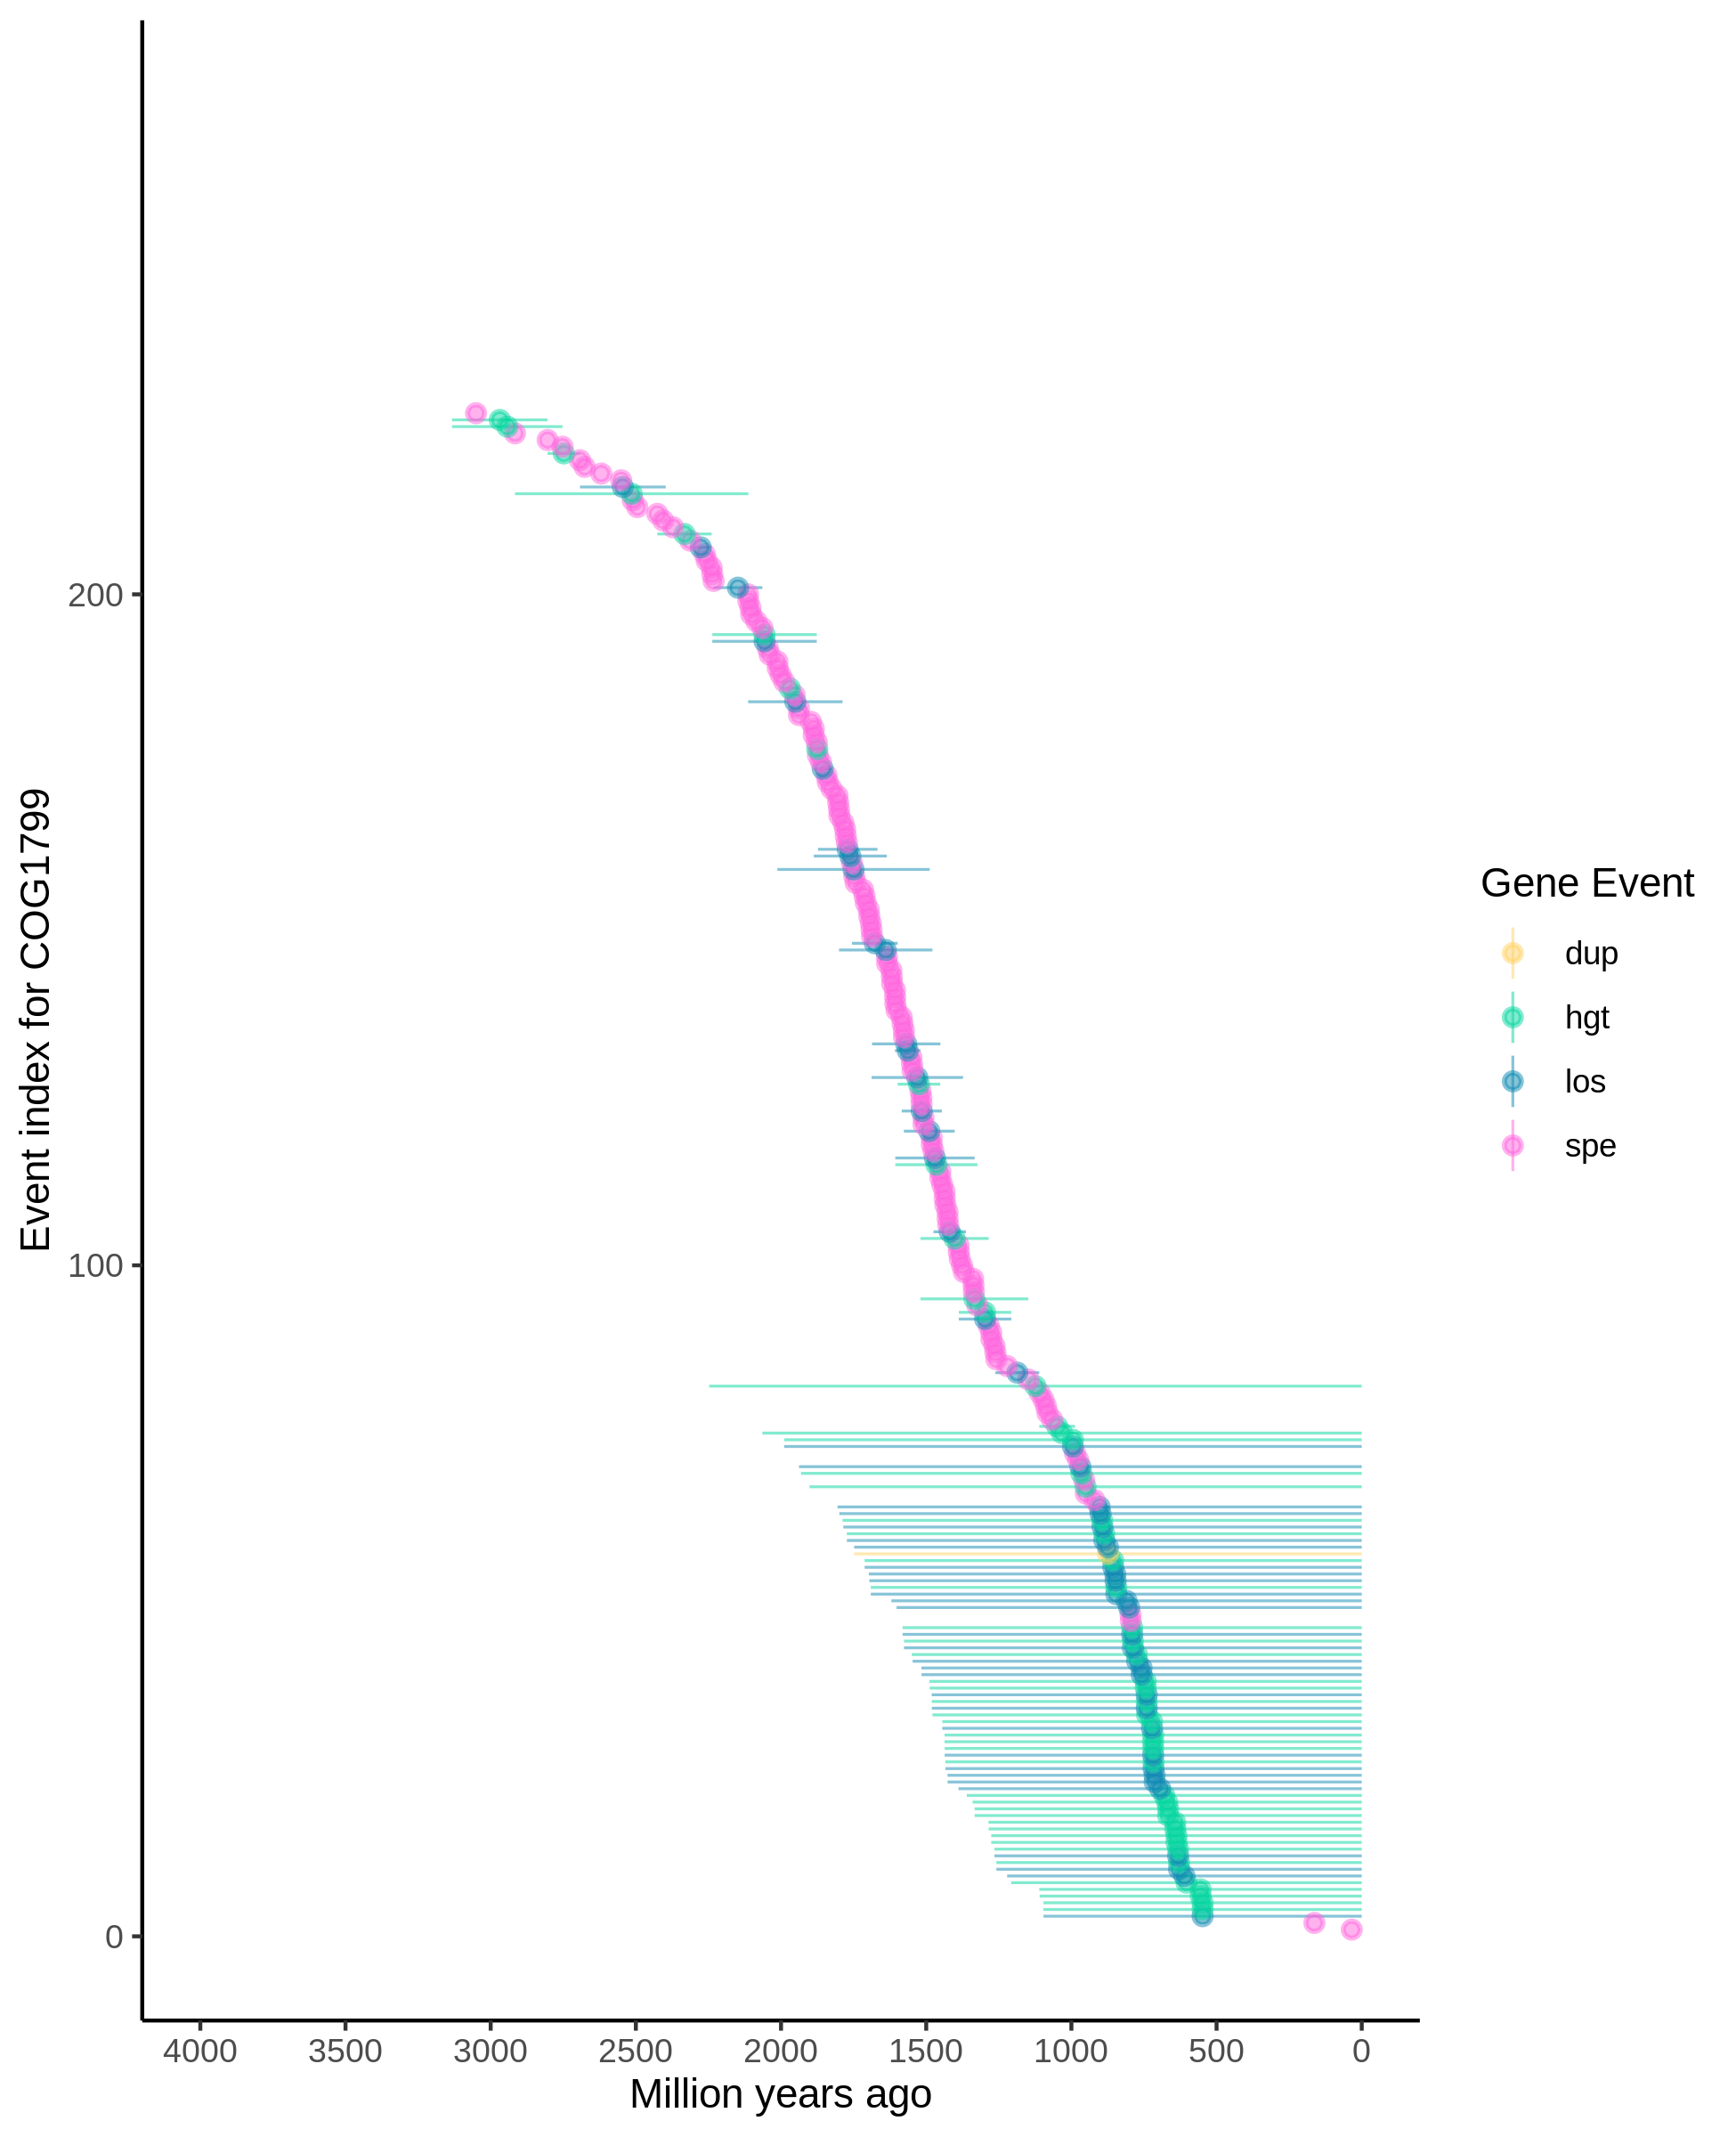 Event index for COG1799
200
100
0
4000 3500 3000 2500 2000 1500 1000 500 0
Million years ago
Gene Event
dup
hgt
los
spe